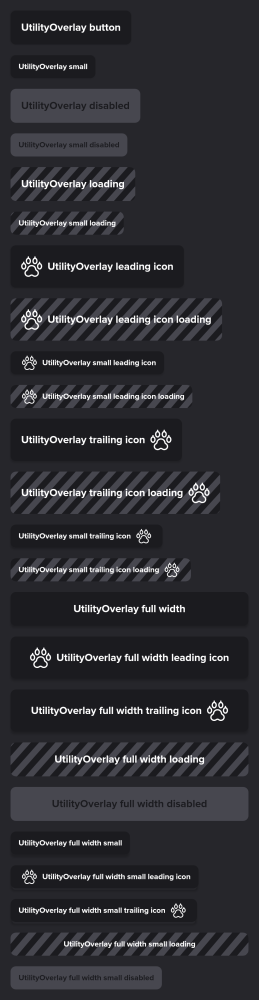 UtilityOverlay button
UtilityOverlay small
UtilityOverlay disabled
UtilityOverlay small disabled
UtilityOverlay loading
UtilityOverlay small loading
UtilityOverlay leading icon
UtilityOverlay leading icon loading
UtilityOverlay small leading icon
UtilityOverlay small leading icon loading
UtilityOverlay trailing icon
UtilityOverlay trailing icon loading
UtilityOverlay small trailing icon
UtilityOverlay small trailing icon loading
UtilityOverlay full width
UtilityOverlay full width leading icon
UtilityOverlay full width trailing icon
UtilityOverlay full width loading
UtilityOverlay full width disabled
UtilityOverlay full width small
UtilityOverlay full width small leading icon
UtilityOverlay full width small trailing icon
UtilityOverlay full width small loading
UtilityOverlay full width small disabled